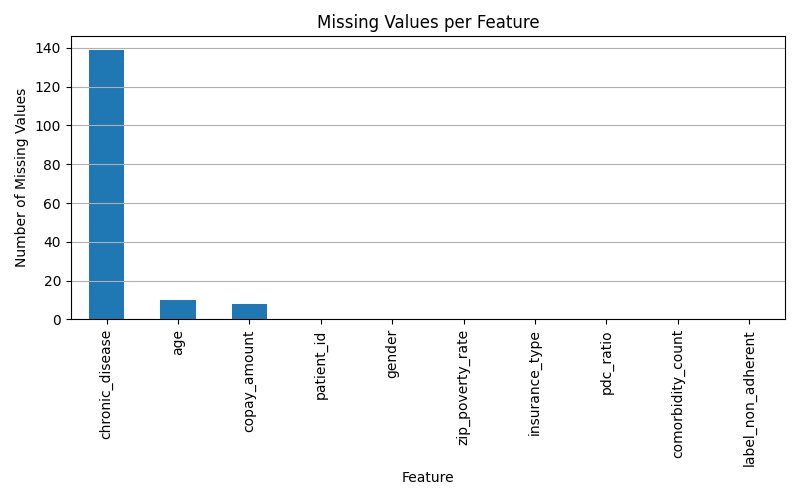 Missing Values per Feature
Number of Missing Values
140
120
100
80
60
40
20
0
chronic_disease
age
copay_amount
patient_id
gender
zip_poverty_rate
insurance_type
pdc_ratio
comorbidity_count
label_non_adherent
Feature